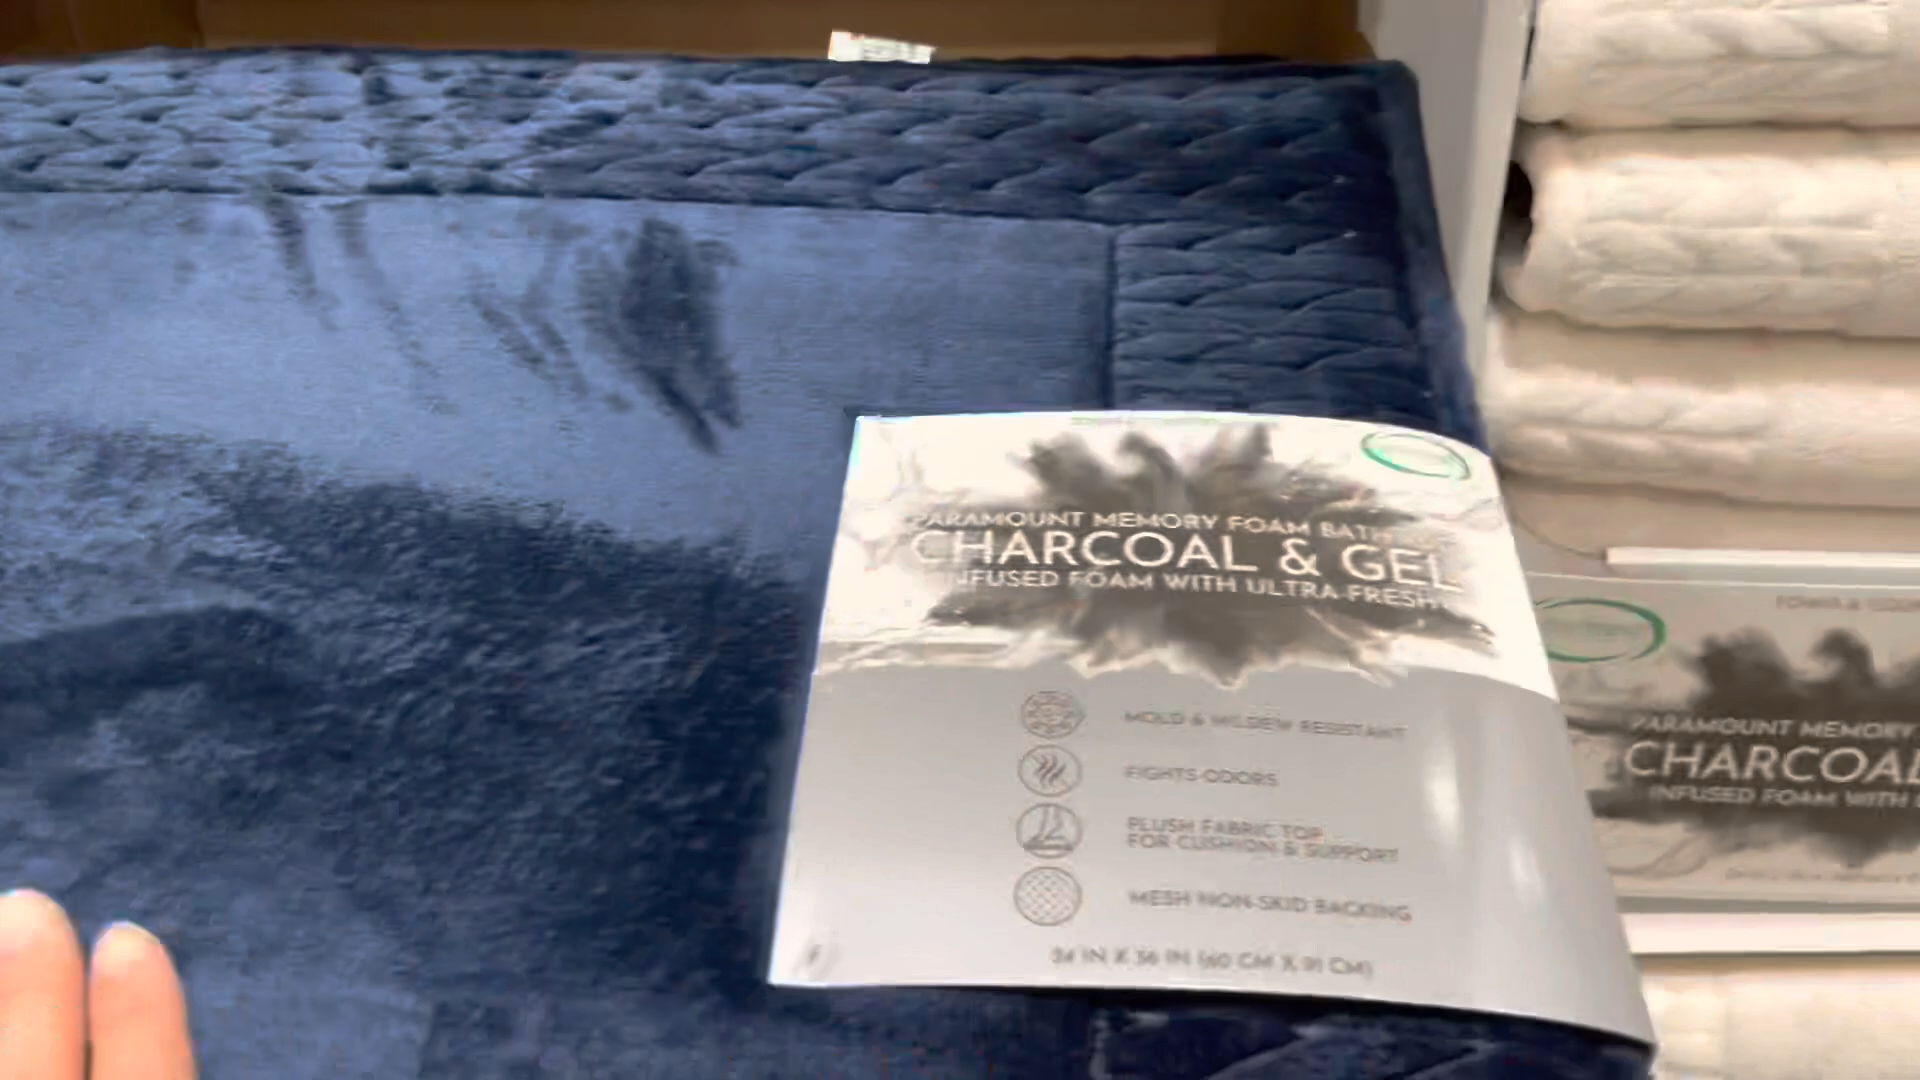 PARAMOUNT MEMORY FOAM BATH
CHARCOAL & GEL
INFUSED FOAM WITH ULTRA-FRESH
MOLD & MILDEW RESISTANT
FIGHTS ODORS
PLUSH FABRIC TOP
FOR CUSHION & SUPPORT
MESH NON-SKID BACKING
24 IN X 36 IN (60 CM X 91 CM)
PARAMOUNT MEMORY
CHARCOAL
INFUSED FOAM WITH